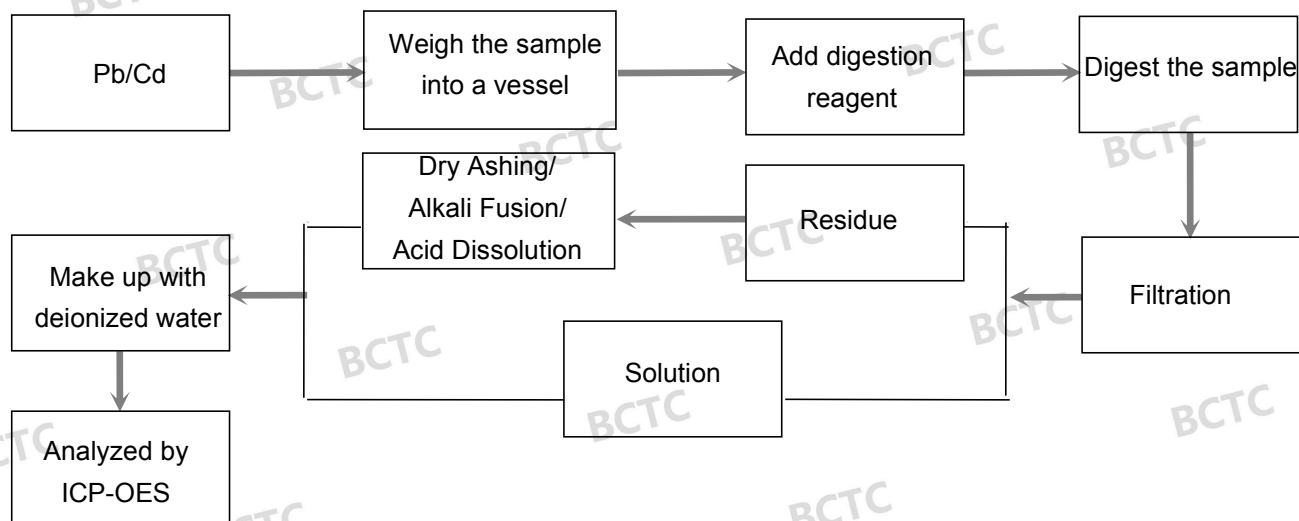 Pb/Cd
Weigh the sample
into a vessel
Add digestion
reagent
Digest the sample
Filtration
Residue
Dry Ashing/
Alkali Fusion/
Acid Dissolution
Solution
Make up with
deionized water
Analyzed by
ICP-OES
BCTC
BCTC
BCTC
BCTC
BCTC
BCTC
BCTC
BCTC
BCTC
BCTC
BCTC